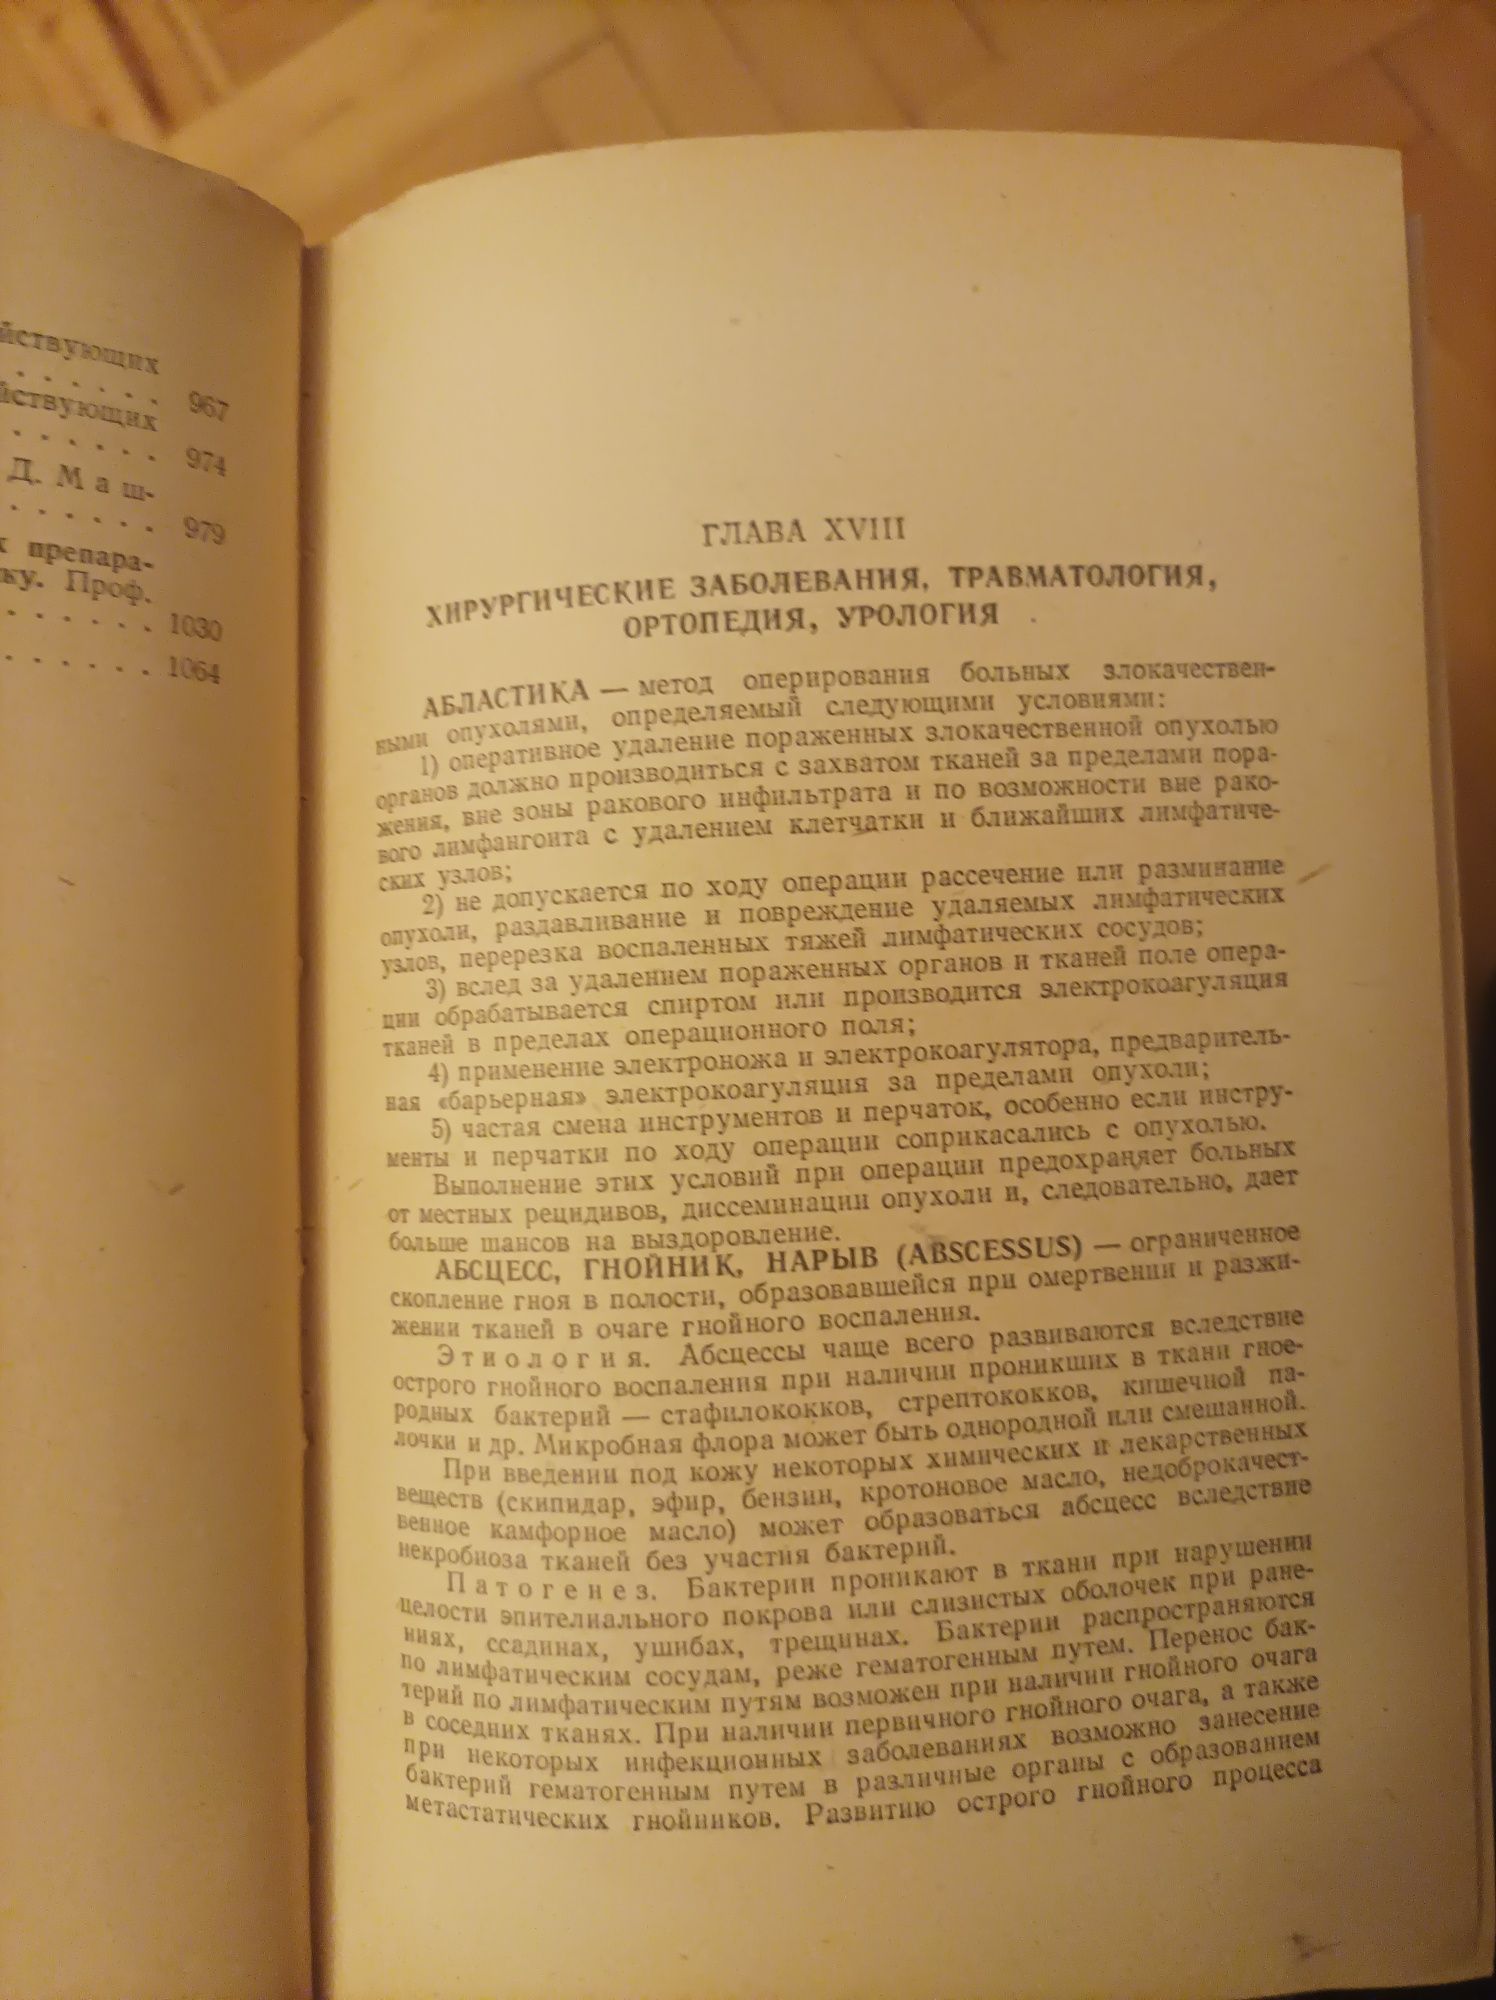 йствующих
. . . . . . 967
йствующих
. . . . . . 974
Д. Маш-
. . . . . . 979
препара-
ку. Проф.
. . . . . . 1030
. . . . . . 1064
ГЛАВА XVIII
ХИРУРГИЧЕСКИЕ ЗАБОЛЕВАНИЯ, ТРАВМАТОЛОГИЯ,
ОРТОПЕДИЯ, УРОЛОГИЯ
АБЛАСТИКА — метод оперирования больных злокачествен-
ными опухолями, определяемый следующими условиями:
1) оперативное удаление пораженных злокачественной опухолью
органов должно производиться с захватом тканей за пределами пора-
жения, вне зоны ракового инфильтрата и по возможности вне рако-
вого лимфангоита с удалением клетчатки и ближайших лимфатиче-
ских узлов;
2) не допускается по ходу операции рассечение или разминание
опухоли, раздавливание и повреждение удаляемых лимфатических
узлов, перерезка воспаленных тяжей лимфатических сосудов;
3) вслед за удалением пораженных органов и тканей поле опера-
ции обрабатывается спиртом или производится электрокоагуляция
тканей в пределах операционного поля;
4) применение электроножа и электрокоагулятора, предваритель-
ная «барьерная» электрокоагуляция за пределами опухоли;
5) частая смена инструментов и перчаток, особенно если инстру-
менты и перчатки по ходу операции соприкасались с опухолью.
Выполнение этих условий при операции предохраняет больных
от местных рецидивов, диссеминации опухоли и, следовательно, дает
больше шансов на выздоровление.
АБСЦЕСС, ГНОЙНИК, НАРЫВ (ABSCESSUS) — ограниченное
скопление гноя в полости, образовавшейся при омертвении и разжи-
жении тканей в очаге гнойного воспаления.
Этиология. Абсцессы чаще всего развиваются вследствие
острого гнойного воспаления при наличии проникших в ткани гное-
родных бактерий — стафилококков, стрептококков, кишечной па-
лочки и др. Микробная флора может быть однородной или смешанной.
При введении под кожу некоторых химических и лекарственных
веществ (скипидар, эфир, бензин, кротоновое масло, недоброкачест-
венное камфорное масло) может образоваться абсцесс вследствие
некробиоза тканей без участия бактерий.
Патогенез. Бактерии проникают в ткани при нарушении
целости эпителиального покрова или слизистых оболочек при ране-
ниях, ссадинах, ушибах, трещинах. Бактерии распространяются
по лимфатическим сосудам, реже гематогенным путем. Перенос бак-
терий по лимфатическим путям возможен при наличии гнойного очага
в соседних тканях. При наличии первичного гнойного очага, а также
при некоторых инфекционных заболеваниях возможно занесение
бактерий гематогенным путем в различные органы с образованием
метастатических гнойников. Развитию острого гнойного процесса